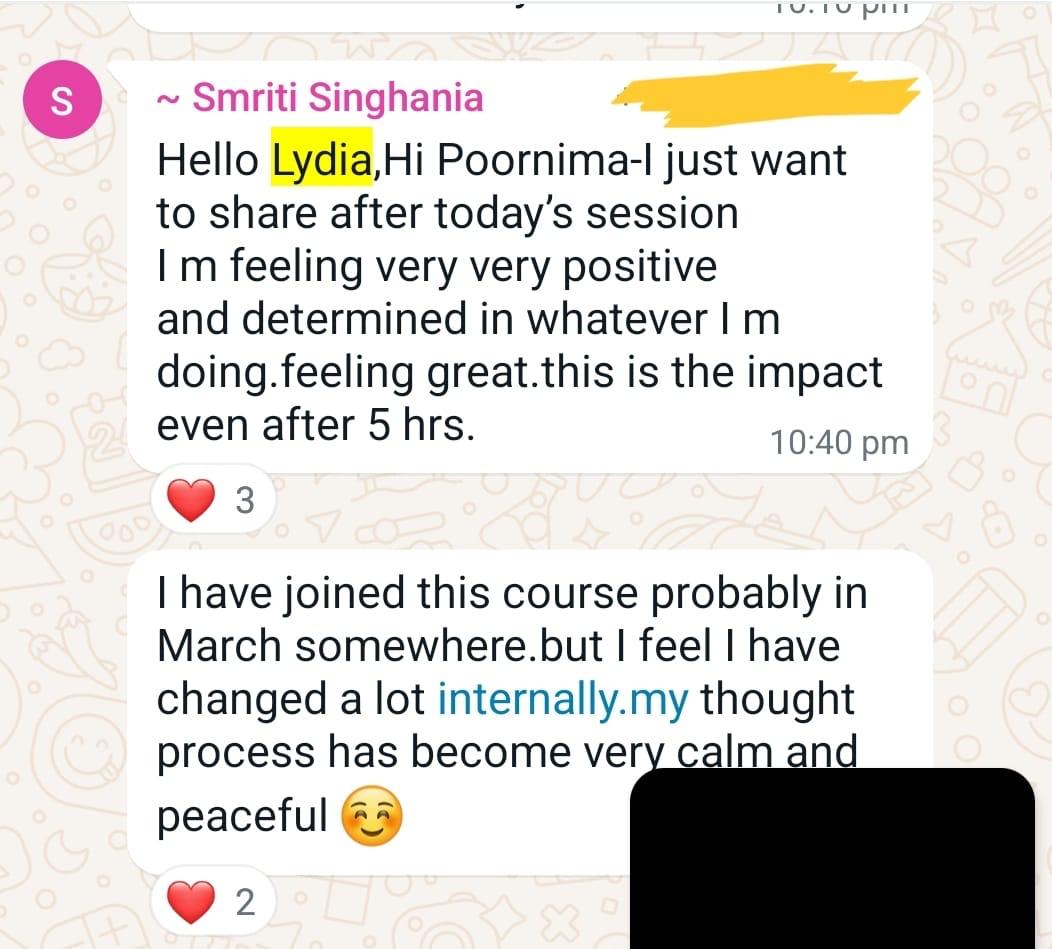 ~ Smriti Singhania
Hello Lydia,Hi Poornima-I just want
to share after today's session
I m feeling very very positive
and determined in whatever I m
doing.feeling great.this is the impact
even after 5 hrs.
10:40 pm
3
I have joined this course probably in
March somewhere.but I feel I have
changed a lot internally.my thought
process has become very calm and
peaceful ☺️
2
S